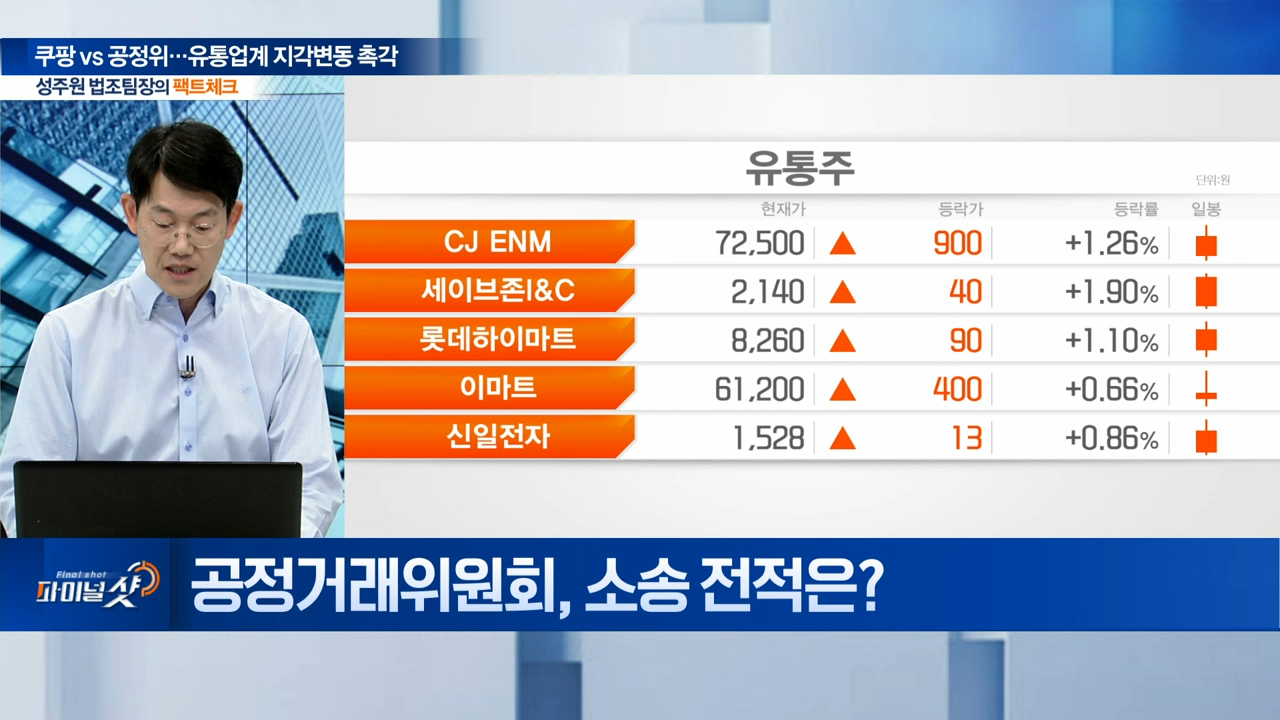 쿠팡 vs 공정위…유통업계 지각변동 촉각
성주원 법조팀장의 팩트체크
유통주
단위:원
현재가 등락가 등락률 일봉
CJ ENM 72,500 ▲ 900 +1.26%
세이브존I&C 2,140 ▲ 40 +1.90%
롯데하이마트 8,260 ▲ 90 +1.10%
이마트 61,200 ▲ 400 +0.66%
신일전자 1,528 ▲ 13 +0.86%
Final shot
파이널샷
공정거래위원회, 소송 전적은?